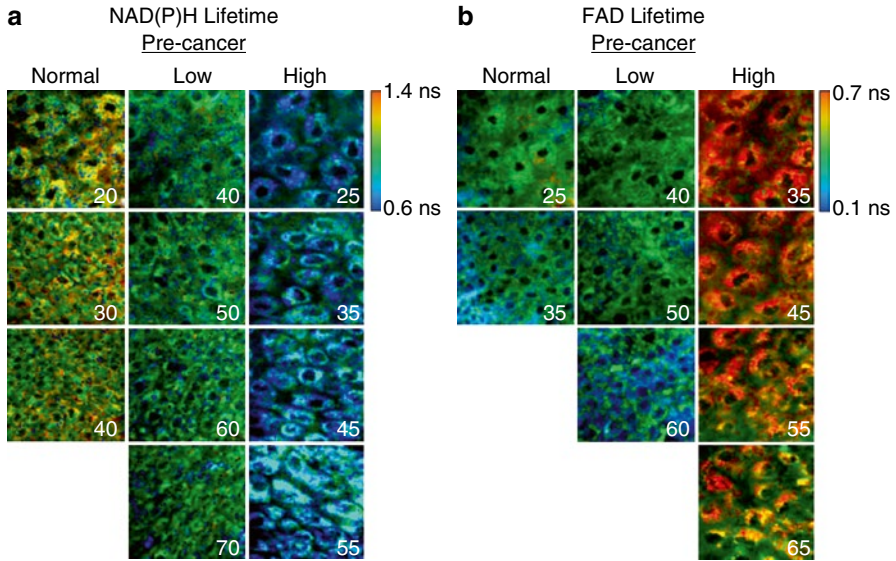 a
NAD(P)H Lifetime
Pre-cancer
Normal Low High
1.4 ns
0.6 ns
20 40 25
30 50 35
40 60 45
70 55
b
FAD Lifetime
Pre-cancer
Normal Low High
0.7 ns
0.1 ns
25 40 35
35 50 45
60 55
65